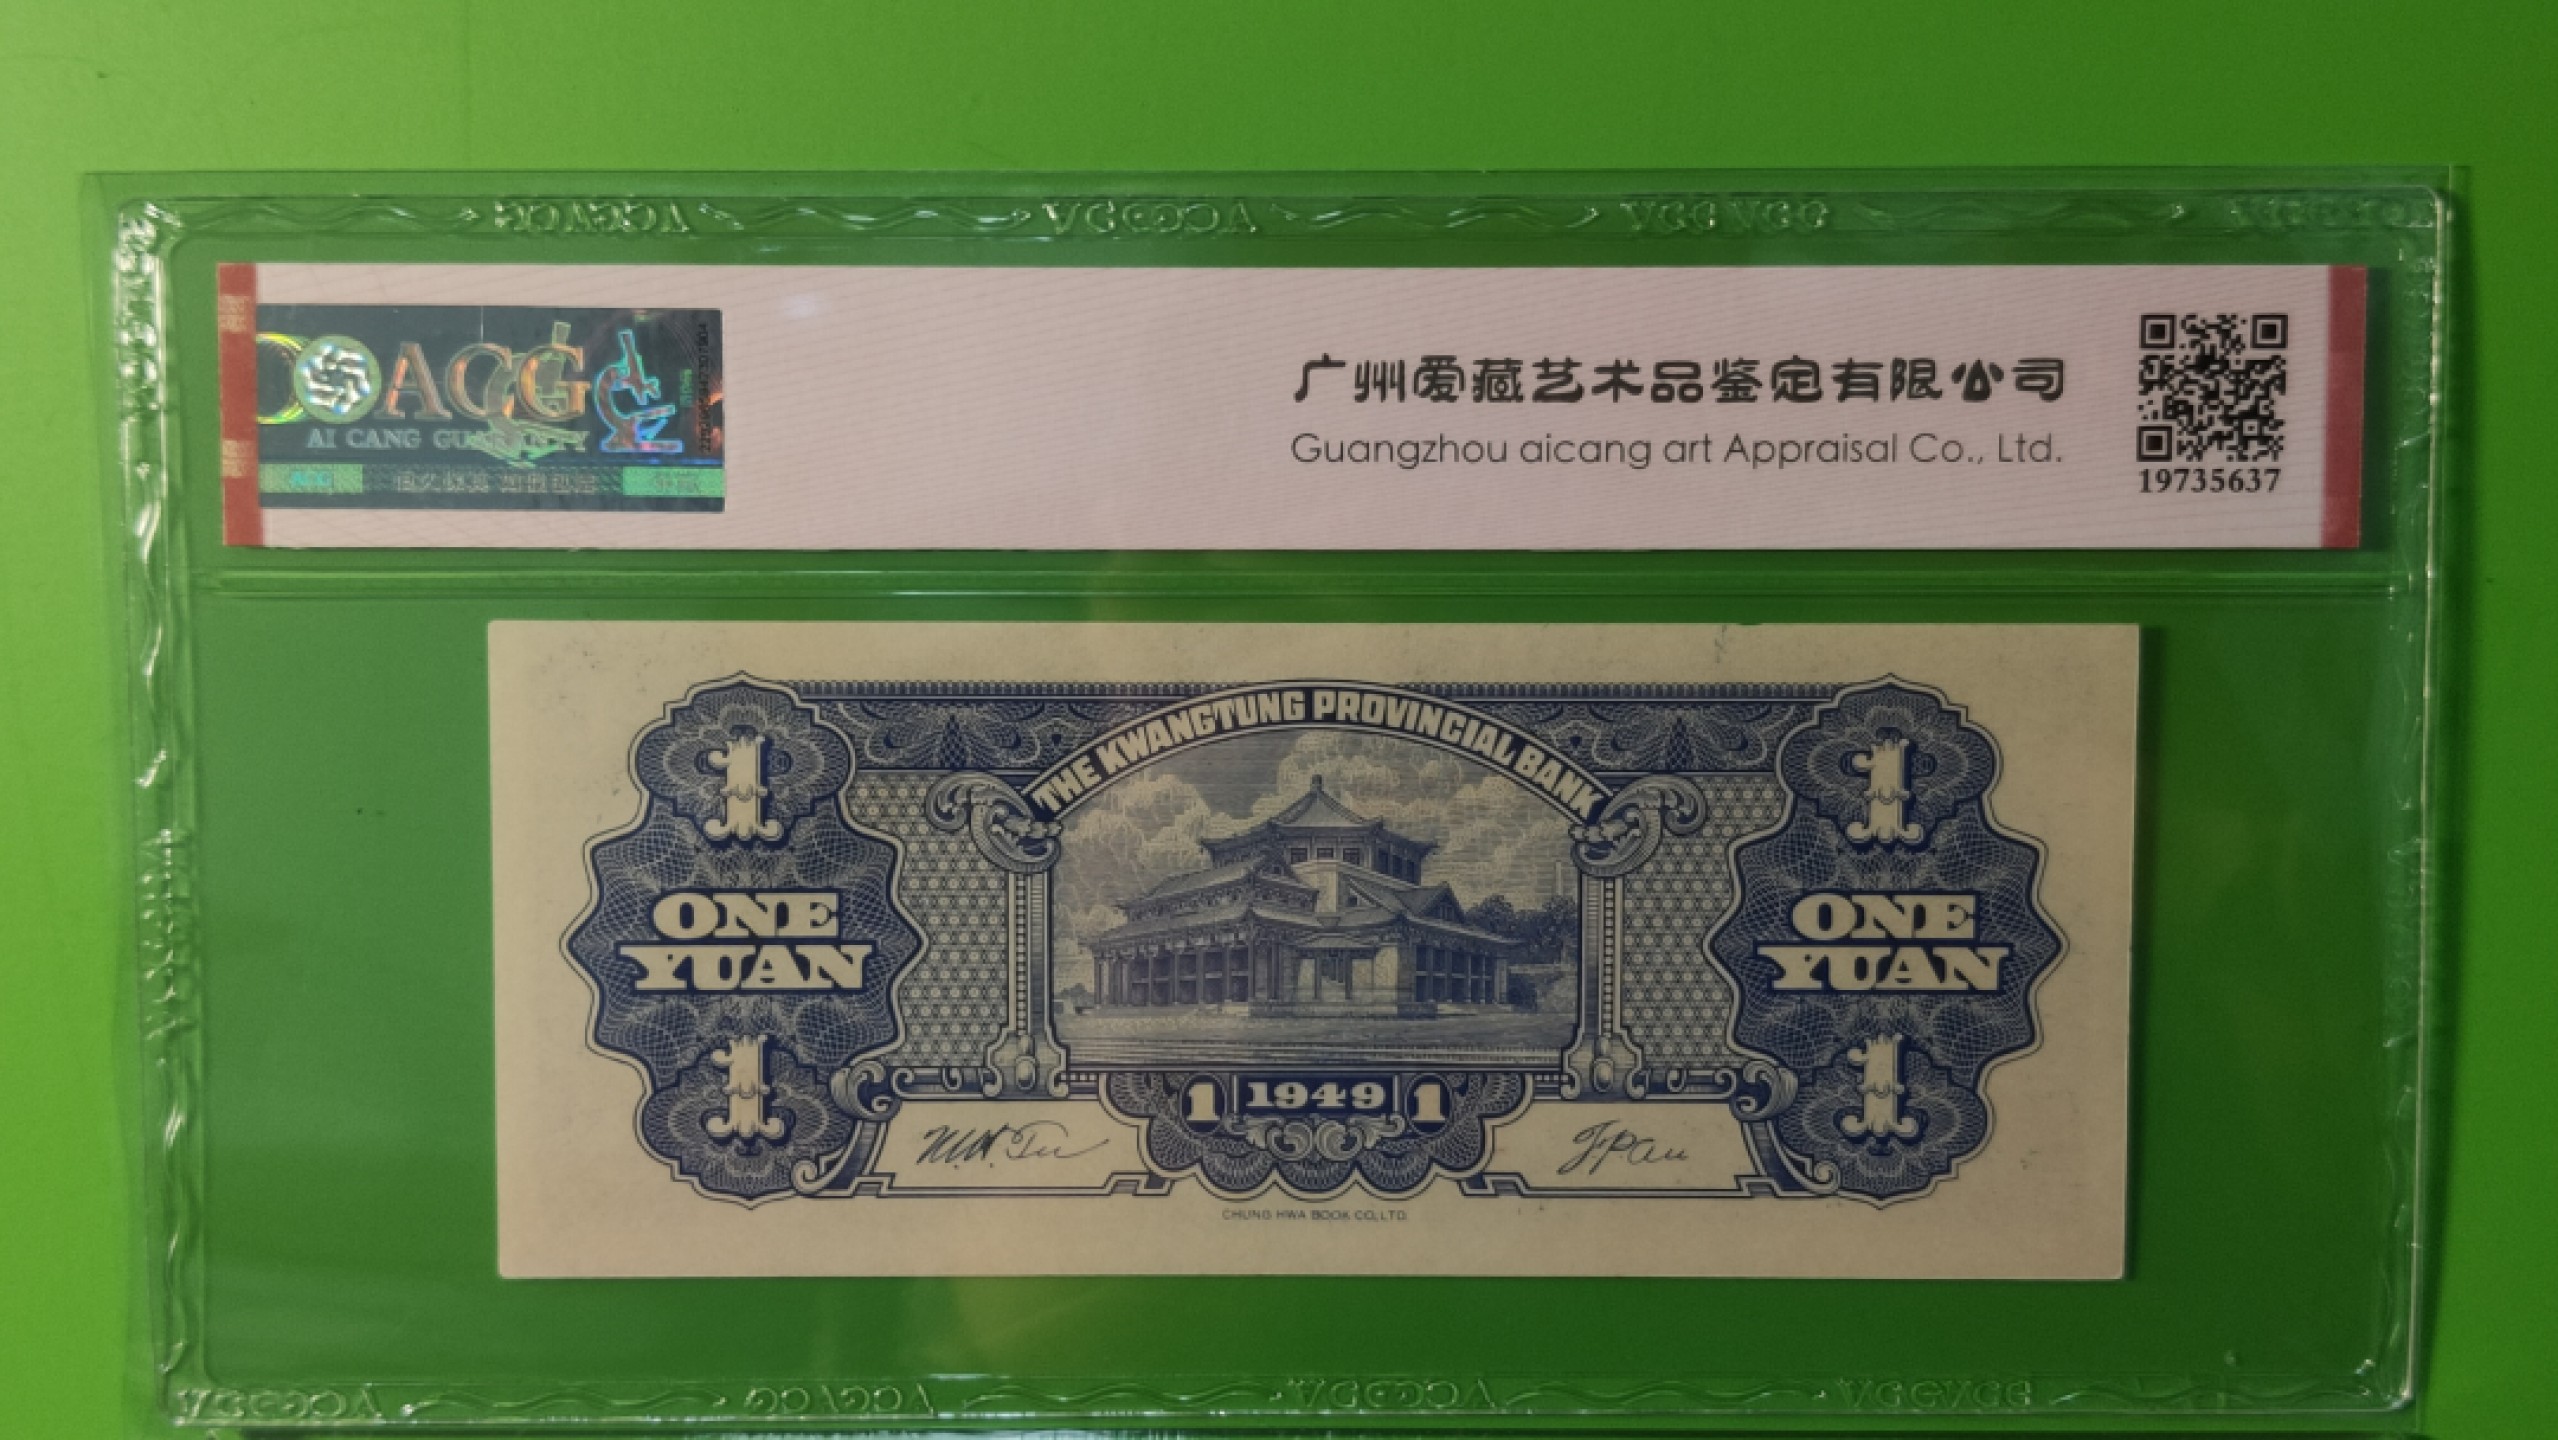 ACG
AI CANG GUARANTY
广州爱藏艺术品鉴定有限公司
Guangzhou aicang art Appraisal Co., Ltd.
19735637
THE KWANGTUNG PROVINCIAL BANK
1
1
ONE
YUAN
ONE
YUAN
1
1
1 1949 1
CHUNG HWA BOOK CO., LTD.